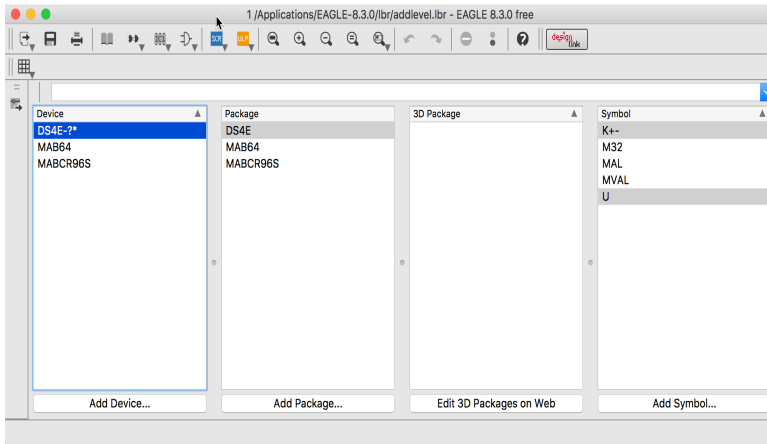 1 /Applications/EAGLE-8.3.0/lbr/addlevel.lbr - EAGLE 8.3.0 free
SCR ULP design link
Device Package 3D Package Symbol
DS4E-?* DS4E K+-
MAB64 MAB64 M32
MABCR96S MABCR96S MAL
MVAL
U
Add Device... Add Package... Edit 3D Packages on Web Add Symbol...